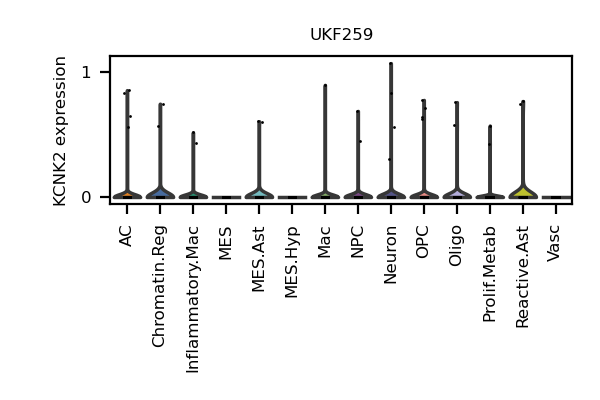 UKF259
KCNK2 expression
1
0
AC
Chromatin.Reg
Inflammatory.Mac
MES
MES.Ast
MES.Hyp
Mac
NPC
Neuron
OPC
Oligo
Prolif.Metab
Reactive.Ast
Vasc